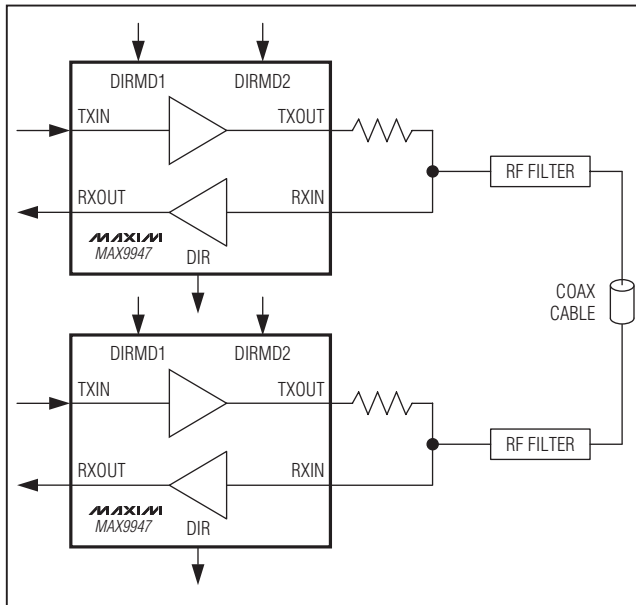 DIRMD1 DIRMD2
TXIN TXOUT
RF FILTER
RXOUT RXIN
MAXIM
MAX9947
DIR
COAX
CABLE
DIRMD1 DIRMD2
TXIN TXOUT
RF FILTER
RXOUT RXIN
MAXIM
MAX9947
DIR